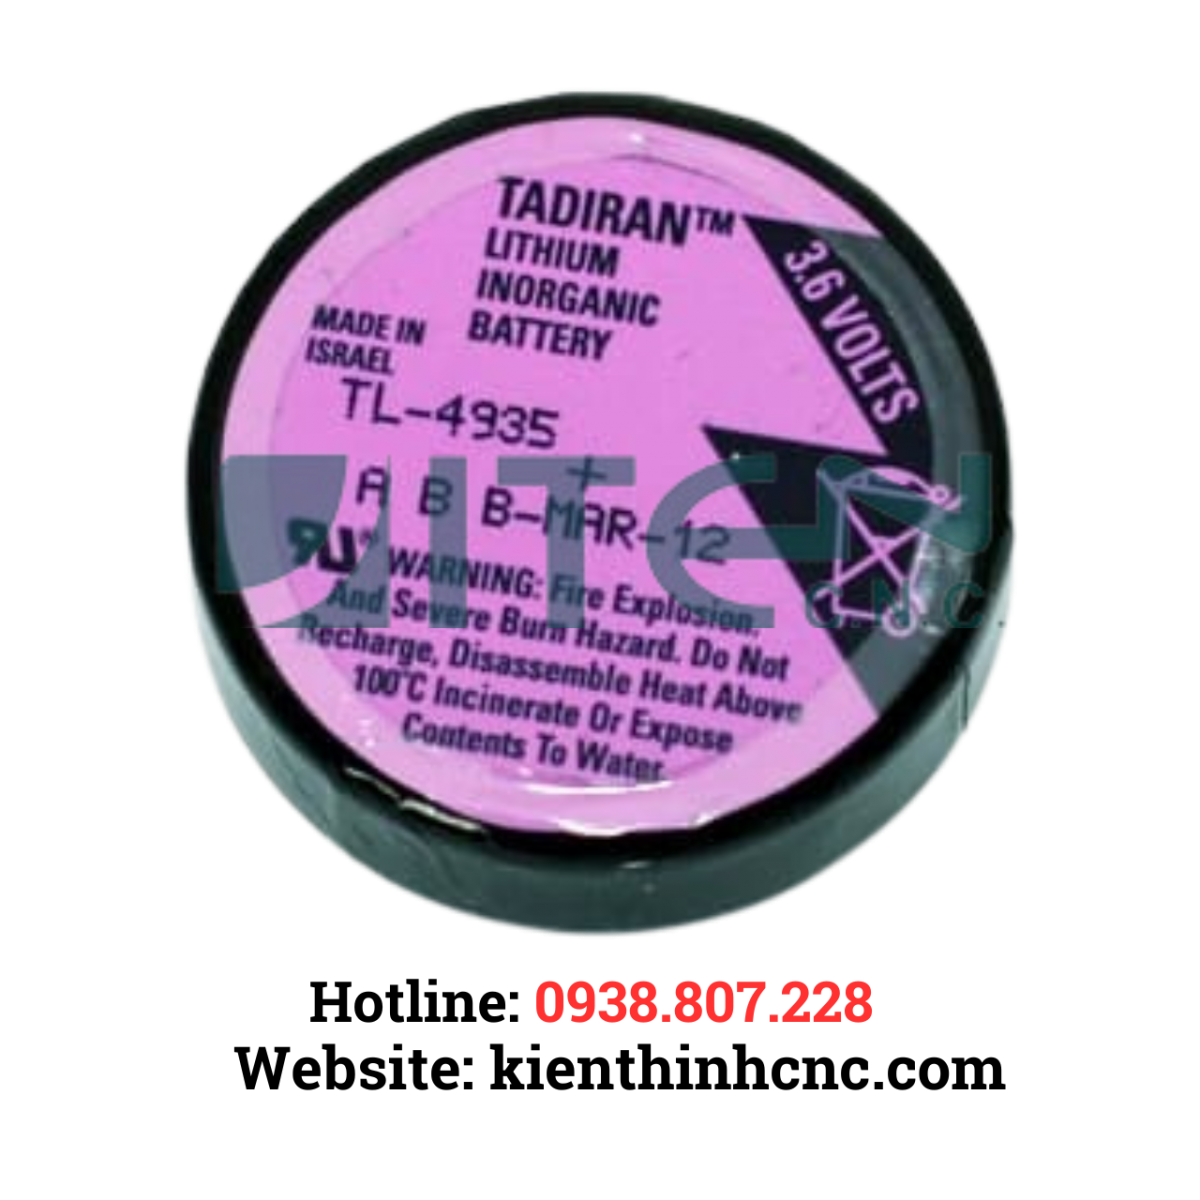 TADIRAN™
LITHIUM
INORGANIC
BATTERY
3.6 VOLTS
MADE IN
ISRAEL
TL-4935
+
A B B-MAR-12
WARNING: Fire Explosion.
And Severe Burn Hazard. Do Not
Recharge, Disassemble Heat Above
100°C Incinerate Or Expose
Contents To Water.
C.N.C.
Hotline: 0938.807.228
Website: kienthinhcnc.com